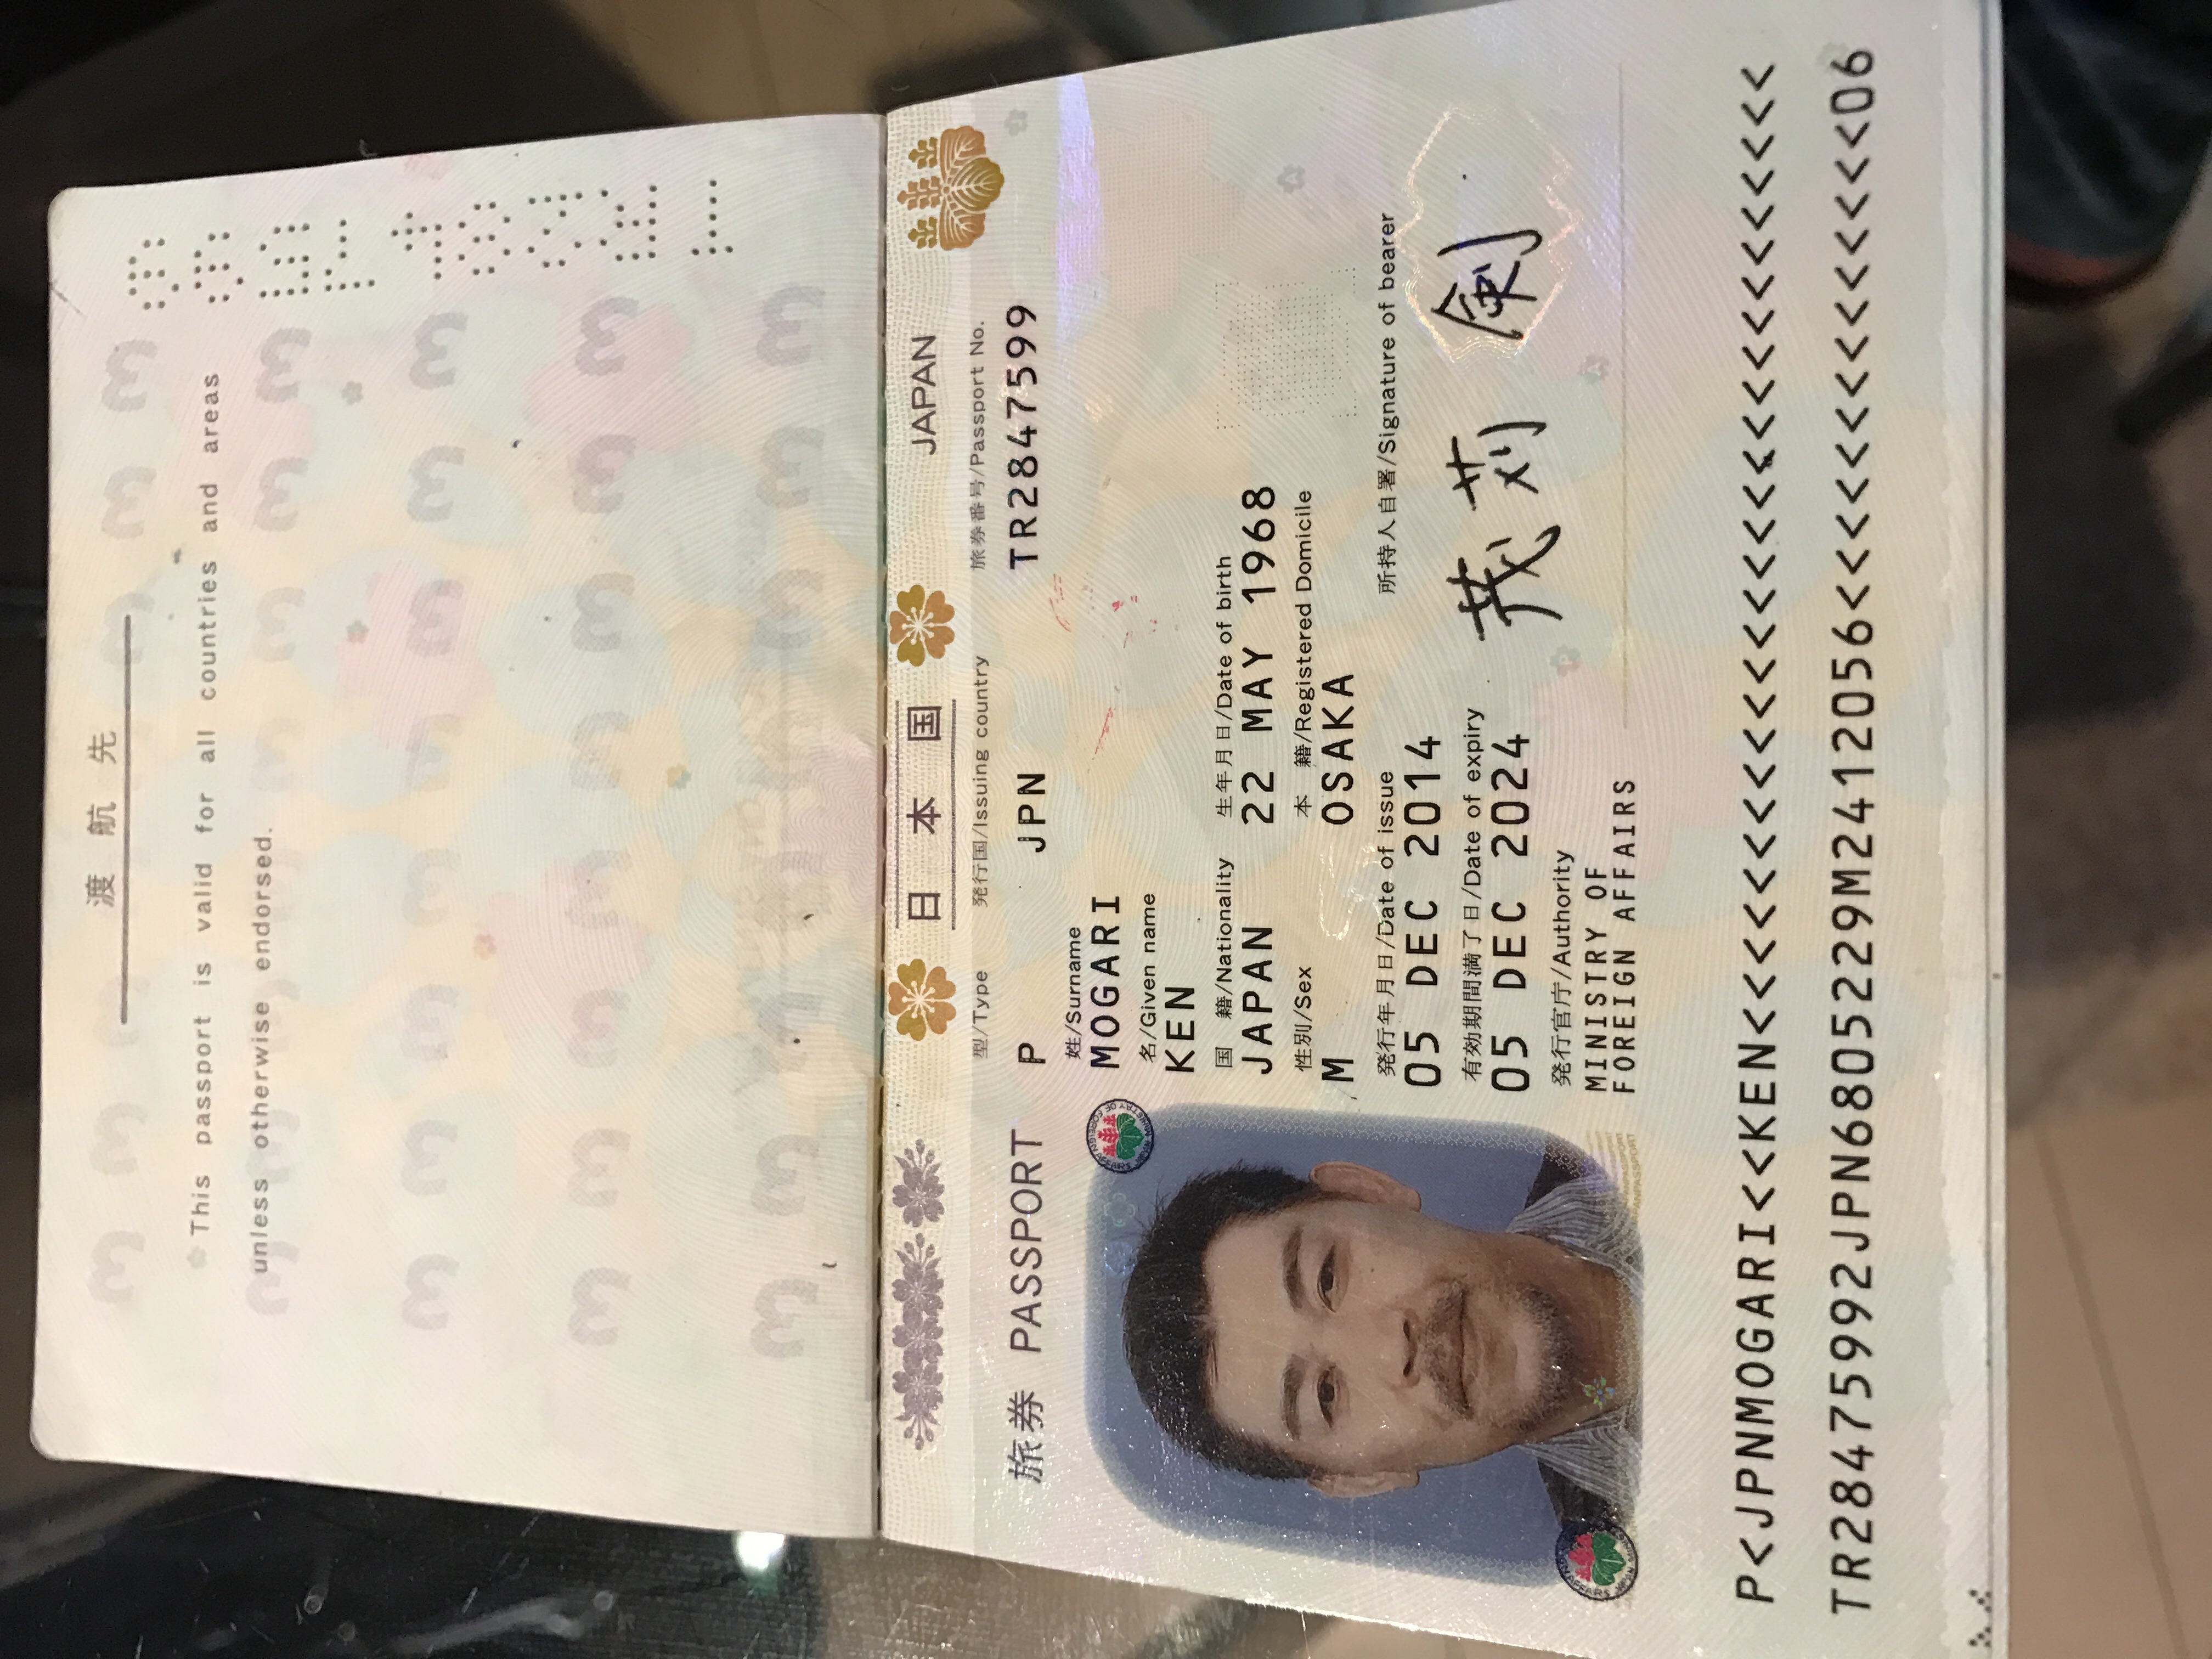 渡航先
This passport is valid for all countries and areas
unless otherwise endorsed.
日本国 JAPAN
型/Type 発行国/Issuing country 旅券番号/Passport No.
旅券 PASSPORT P JPN TR2847599
姓/Surname
MOGARI
名/Given name
KEN
国 籍/Nationality 生年月日/Date of birth
JAPAN 22 MAY 1968
性別/Sex 本 籍/Registered Domicile
M OSAKA
発行年月日/Date of issue 所持人自署/Signature of bearer
05 DEC 2014
有効期間満了日/Date of expiry
05 DEC 2024 茂苅 剣
発行官庁/Authority
MINISTRY OF
FOREIGN AFFAIRS
P<JPNMOGARI<<KEN<<<<<<<<<<<<<<<<<<<<<<<<<<<<
TR28475992JPN6805229M2412056<<<<<<<<<<<<<<06